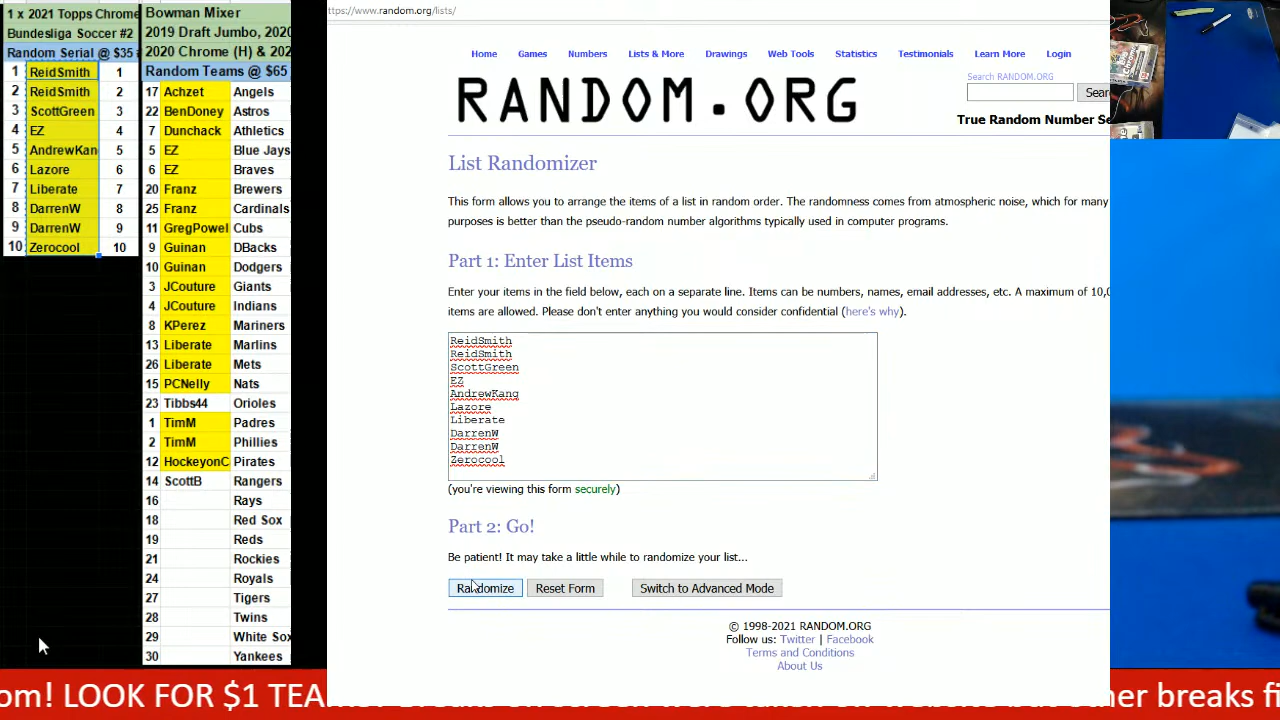 1 x 2021 Topps Chrome
Bundesliga Soccer #2
Random Serial @ $35 #
1 ReidSmith 1
2 ReidSmith 2
3 ScottGreen 3
4 EZ 4
5 AndrewKan 5
6 Lazore 6
7 Liberate 7
8 DarrenW 8
9 DarrenW 9
10 Zerocool 10
Bowman Mixer
2019 Draft Jumbo, 2020
2020 Chrome (H) & 202
Random Teams @ $65
17 Achzet Angels
22 BenDoney Astros
7 Dunchack Athletics
5 EZ Blue Jays
6 EZ Braves
20 Franz Brewers
25 Franz Cardinals
11 GregPowel Cubs
9 Guinan DBacks
10 Guinan Dodgers
3 JCouture Giants
4 JCouture Indians
8 KPerez Mariners
13 Liberate Marlins
26 Liberate Mets
15 PCNelly Nats
23 Tibbs44 Orioles
1 TimM Padres
2 TimM Phillies
12 HockeyonC Pirates
14 ScottB Rangers
16 Rays
18 Red Sox
19 Reds
21 Rockies
24 Royals
27 Tigers
28 Twins
29 White Sox
30 Yankees
ttps://www.random.org/lists/
Home Games Numbers Lists & More Drawings Web Tools Statistics Testimonials Learn More Login
RANDOM.ORG
Search RANDOM.ORG
Sear
True Random Number Se
List Randomizer
This form allows you to arrange the items of a list in random order. The randomness comes from atmospheric noise, which for many
purposes is better than the pseudo-random number algorithms typically used in computer programs.
Part 1: Enter List Items
Enter your items in the field below, each on a separate line. Items can be numbers, names, email addresses, etc. A maximum of 10,0
items are allowed. Please don't enter anything you would consider confidential (here's why).
ReidSmith
ReidSmith
ScottGreen
EZ
AndrewKang
Lazore
Liberate
DarrenW
DarrenW
Zerocool
(you're viewing this form securely)
Part 2: Go!
Be patient! It may take a little while to randomize your list...
Randomize Reset Form Switch to Advanced Mode
© 1998-2021 RANDOM.ORG
Follow us: Twitter | Facebook
Terms and Conditions
About Us
om! LOOK FOR $1 TEA
her breaks fi